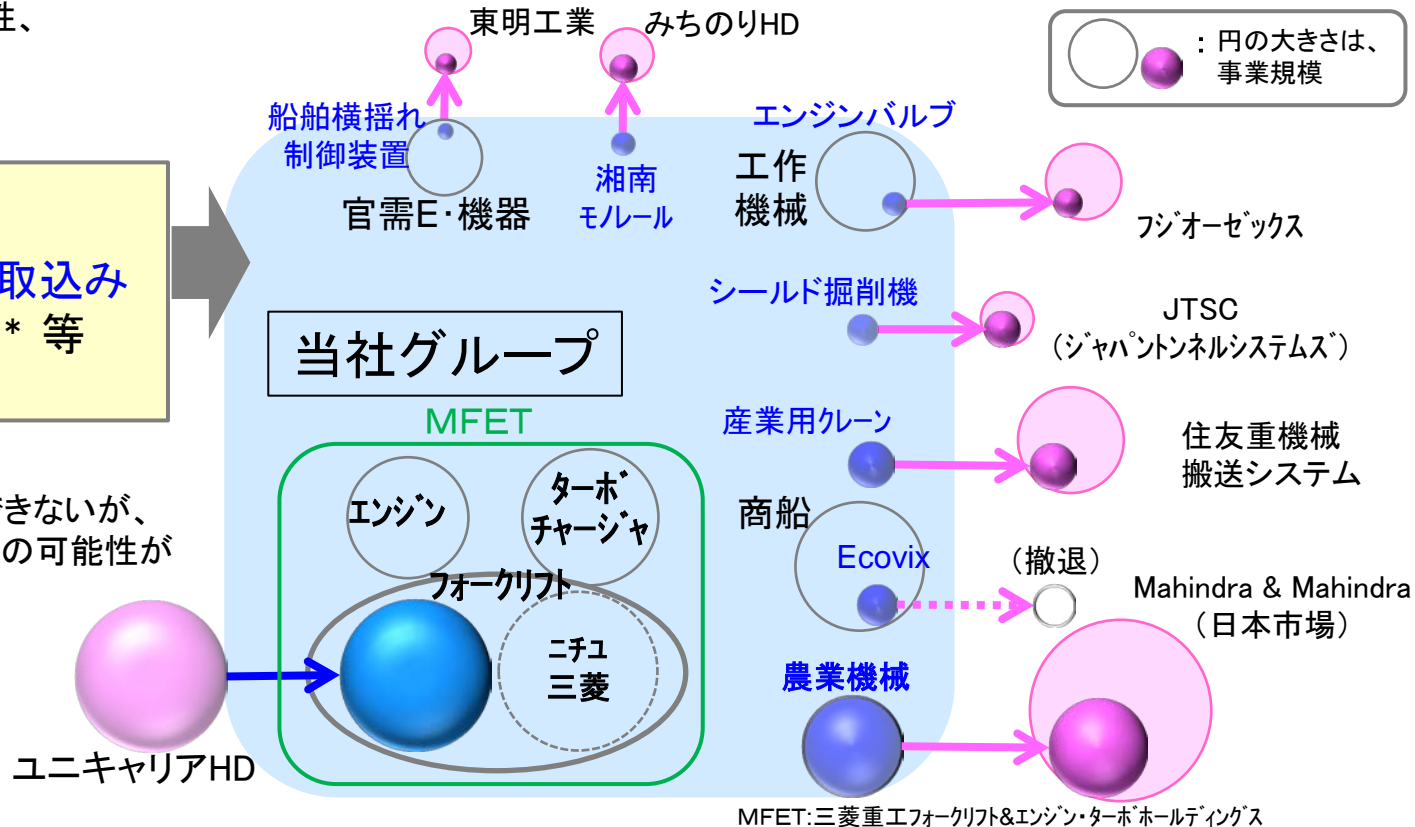 性、
東明工業
みちのりHD
：円の大きさは、
事業規模
船舶横揺れ
制御装置
エンジンバルブ
工作
機械
湘南
ﾓﾉﾚｰﾙ
官需E・機器
フジオーゼックス
取込み
* 等
シールド掘削機
JTSC
(ジャパントンネルシステムズ)
当社グループ
MFET
産業用クレーン
住友重機械
搬送システム
エンジン
ターボ
チャージャ
商船
できないが、
の可能性が
Ecovix
(撤退)
フォークリフト
Mahindra & Mahindra
(日本市場)
ニチユ
三菱
農業機械
ユニキャリアHD
MFET:三菱重工フォークリフト&エンジン・ターボホールディングス